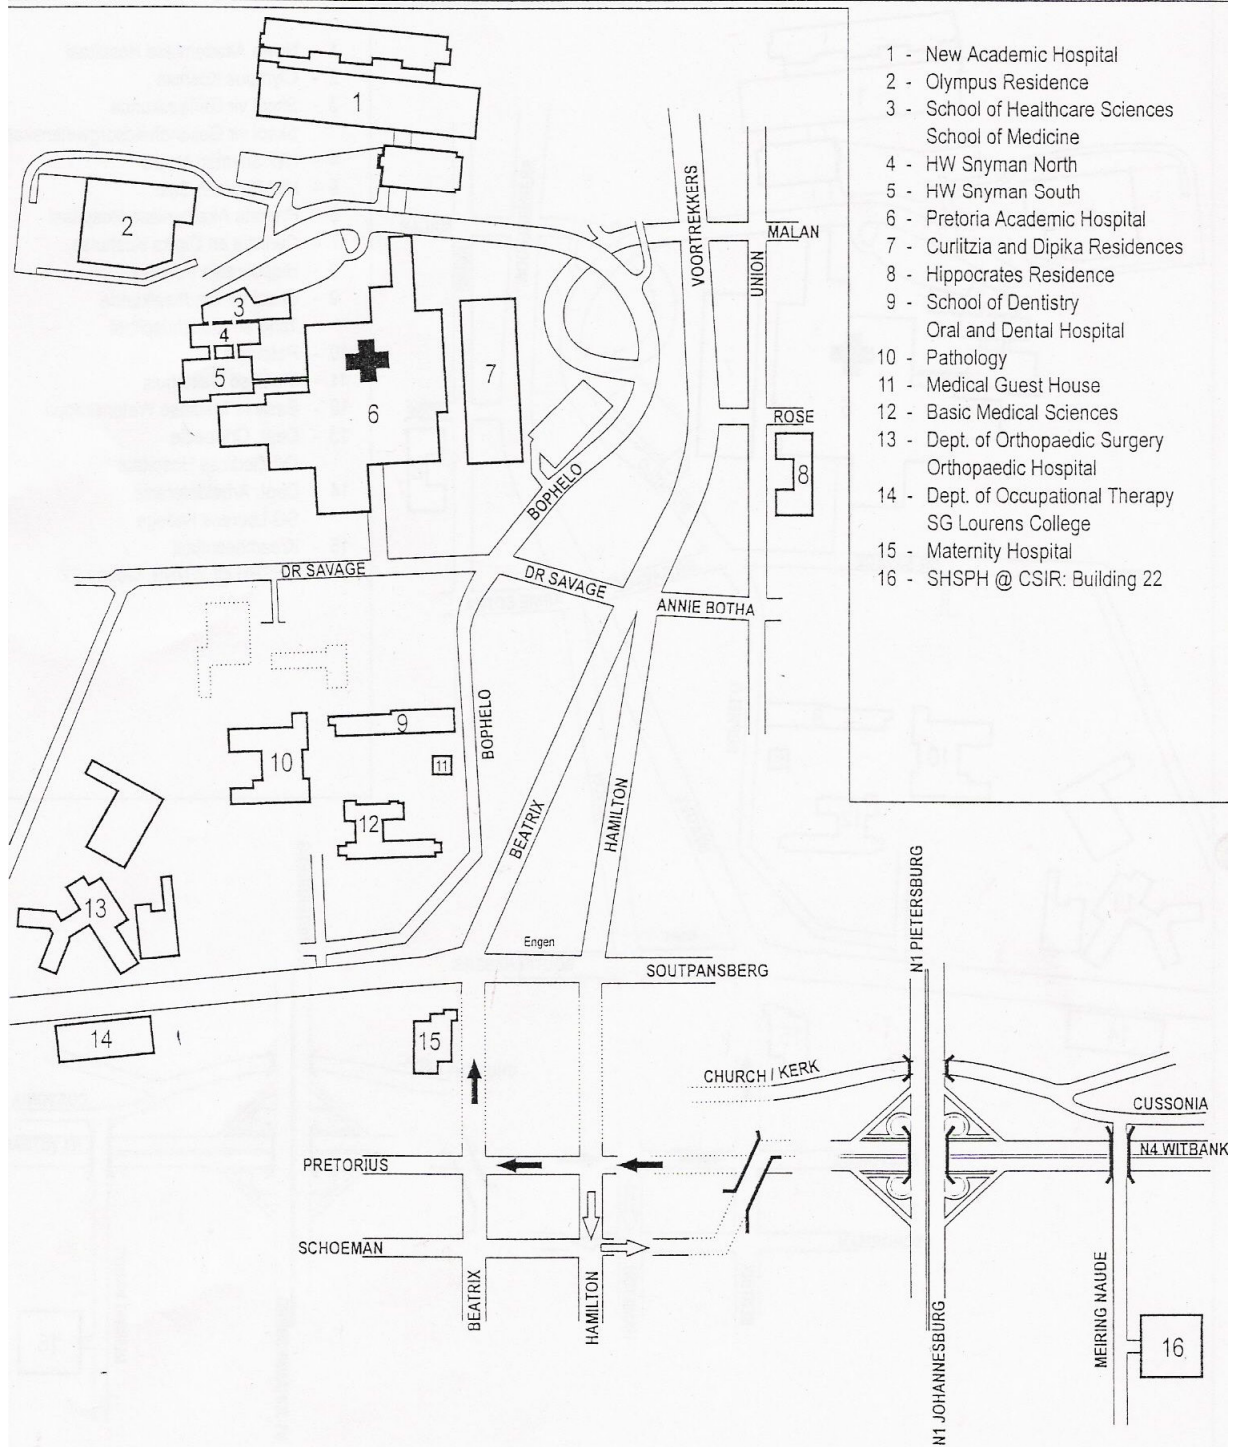 1 - New Academic Hospital
2 - Olympus Residence
3 - School of Healthcare Sciences
School of Medicine
4 - HW Snyman North
5 - HW Snyman South
6 - Pretoria Academic Hospital
7 - Curlitzia and Dipika Residences
8 - Hippocrates Residence
9 - School of Dentistry
Oral and Dental Hospital
10 - Pathology
11 - Medical Guest House
12 - Basic Medical Sciences
13 - Dept. of Orthopaedic Surgery
Orthopaedic Hospital
14 - Dept. of Occupational Therapy
SG Lourens College
15 - Maternity Hospital
16 - SHSPH @ CSIR: Building 22
1
2
3
4
5
6
7
8
VOORTREKKERS
UNION
MALAN
ROSE
BOPHELO
DR SAVAGE
DR SAVAGE
ANNIE BOTHA
BOPHELO
9
10
11
12
13
BEATRIX
HAMILTON
Engen
SOUTPANSBERG
14
15
N1 PIETERSBURG
CHURCH / KERK
CUSSONIA
N4 WITBANK
PRETORIUS
SCHOEMAN
BEATRIX
HAMILTON
N1 JOHANNESBURG
MEIRING NAUDE
16